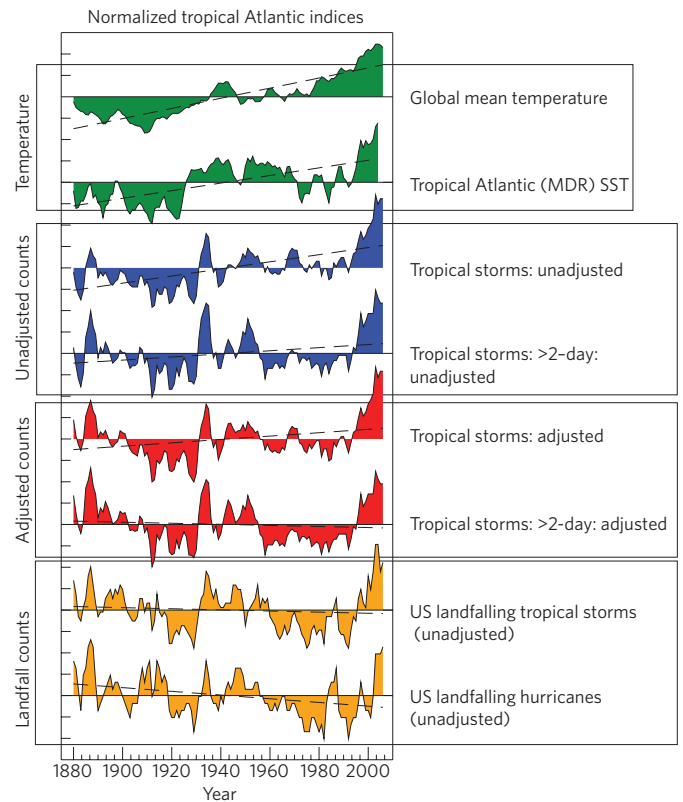 Normalized tropical Atlantic indices
Temperature
Global mean temperature
Tropical Atlantic (MDR) SST
Unadjusted counts
Tropical storms: unadjusted
Tropical storms: >2–day:
unadjusted
Adjusted counts
Tropical storms: adjusted
Tropical storms: >2-day: adjusted
Landfall counts
US landfalling tropical storms
(unadjusted)
US landfalling hurricanes
(unadjusted)
1880 1900 1920 1940 1960 1980 2000
Year